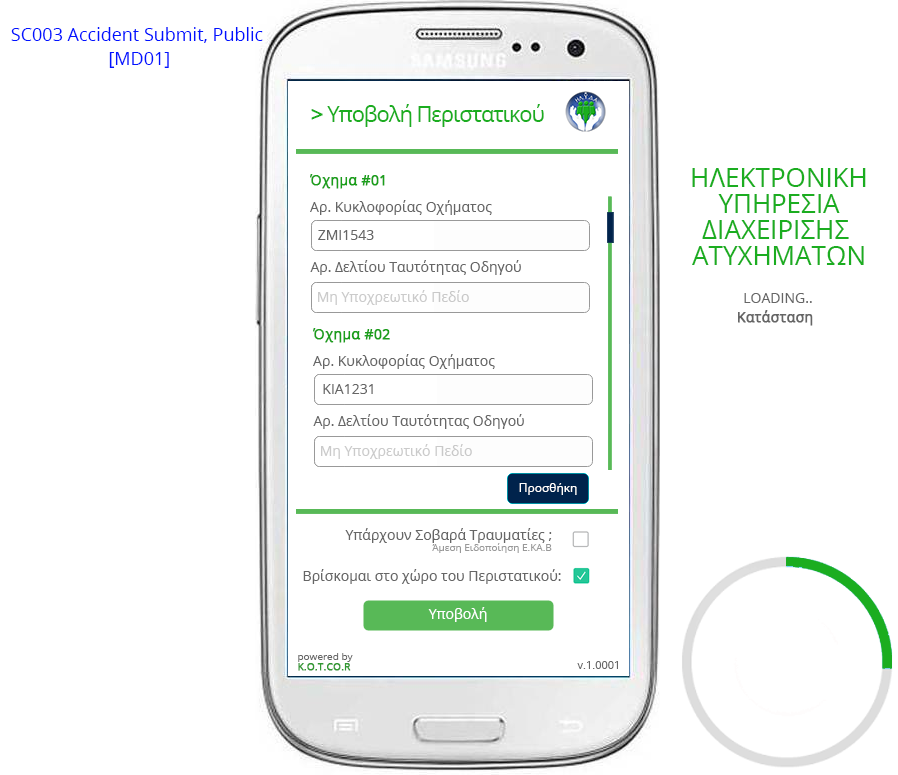 SC003 Accident Submit, Public
[MD01]
SAMSUNG
> Υποβολή Περιστατικού
Όχημα #01
Αρ. Κυκλοφορίας Οχήματος
ZMI1543
Αρ. Δελτίου Ταυτότητας Οδηγού
Μη Υποχρεωτικό Πεδίο
Όχημα #02
Αρ. Κυκλοφορίας Οχήματος
KIA1231
Αρ. Δελτίου Ταυτότητας Οδηγού
Μη Υποχρεωτικό Πεδίο
Προσθήκη
Υπάρχουν Σοβαρά Τραυματίες ;
Άμεση Ειδοποίηση Ε.ΚΑ.Β
Βρίσκομαι στο χώρο του Περιστατικού:
Υποβολή
powered by
K.O.T.CO.R
v.1.0001
ΗΛΕΚΤΡΟΝΙΚΗ
ΥΠΗΡΕΣΙΑ
ΔΙΑΧΕΙΡΙΣΗΣ
ΑΤΥΧΗΜΑΤΩΝ
LOADING..
Κατάσταση